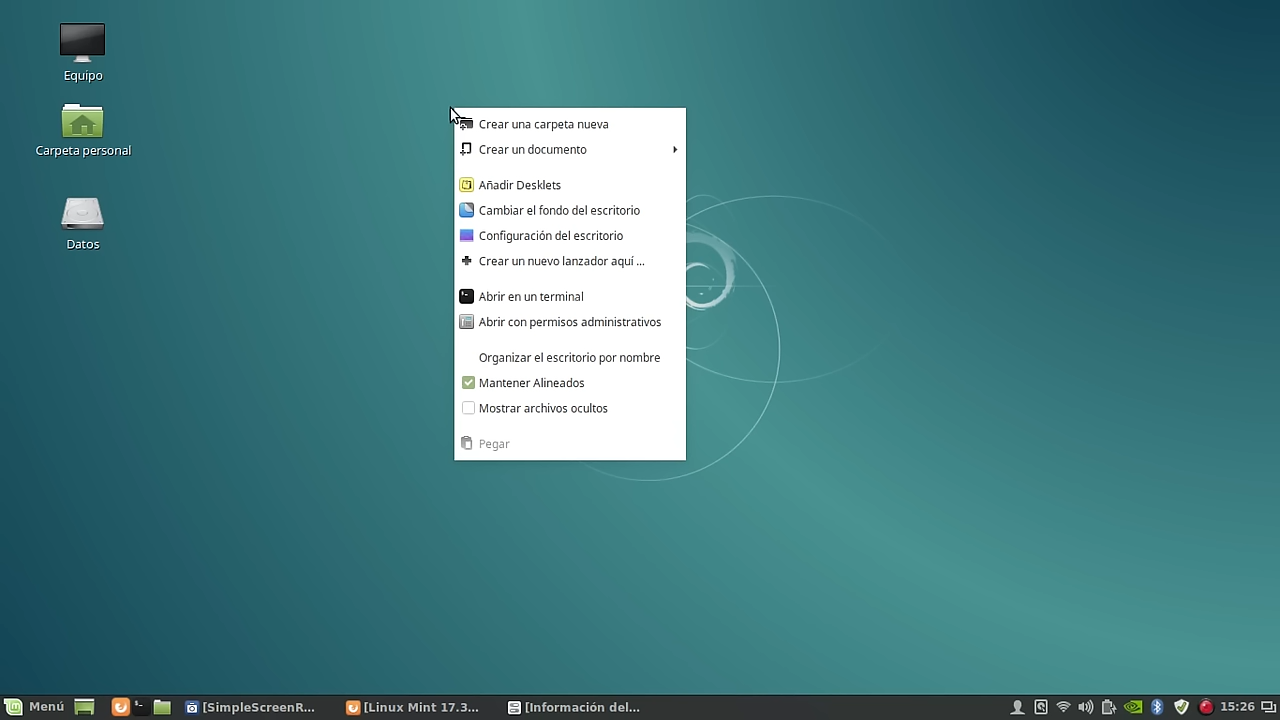 Equipo
Carpeta personal
Datos
Crear una carpeta nueva
Crear un documento
Añadir Desklets
Cambiar el fondo del escritorio
Configuración del escritorio
Crear un nuevo lanzador aquí ...
Abrir en un terminal
Abrir con permisos administrativos
Organizar el escritorio por nombre
Mantener Alineados
Mostrar archivos ocultos
Pegar
Menú [SimpleScreenR... [Linux Mint 17.3... [Información del... 15:26